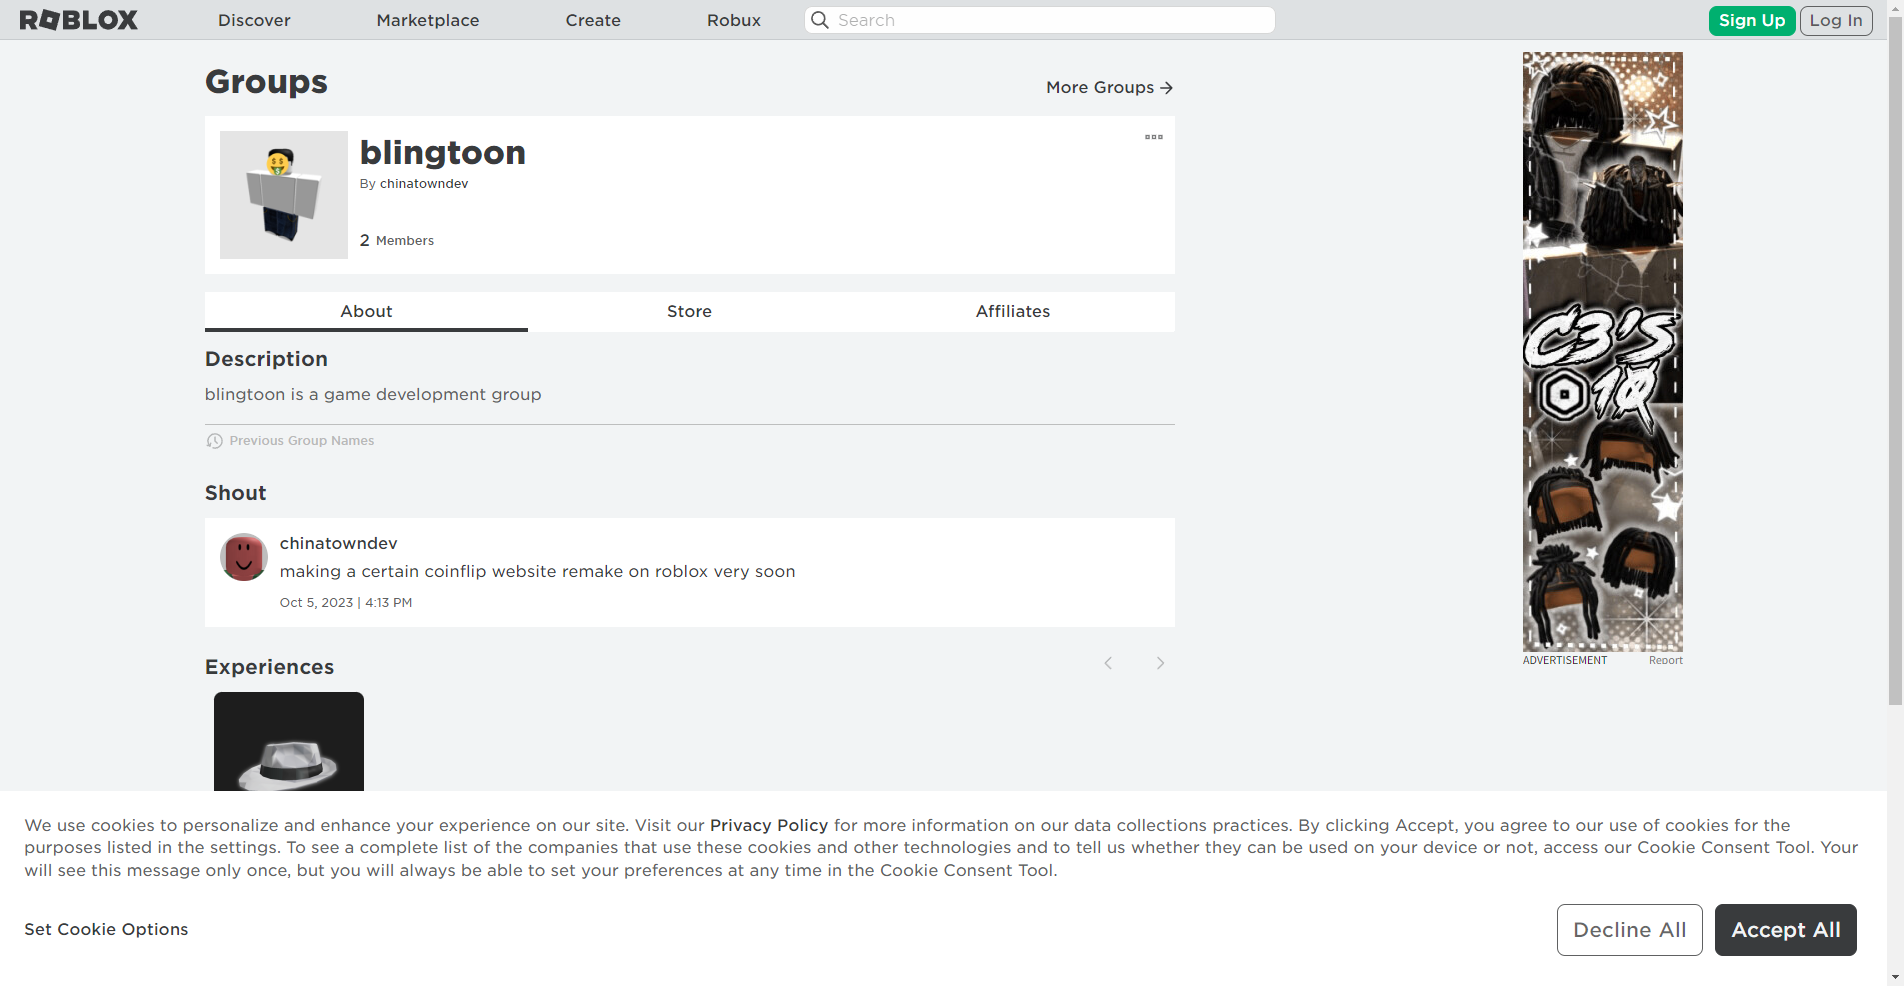 ROBLOX
Discover
Marketplace
Create
Robux
Search
Sign Up
Log In
Groups
More Groups
blingtoon
By chinatowndev
2 Members
About
Store
Affiliates
Description
blingtoon is a game development group
Previous Group Names
Shout
chinatowndev
making a certain coinflip website remake on roblox very soon
Oct 5, 2023 | 4:13 PM
Experiences
C3'S
10
ADVERTISEMENT
Report
We use cookies to personalize and enhance your experience on our site. Visit our Privacy Policy for more information on our data collections practices. By clicking Accept, you agree to our use of cookies for the
purposes listed in the settings. To see a complete list of the companies that use these cookies and other technologies and to tell us whether they can be used on your device or not, access our Cookie Consent Tool. Your
will see this message only once, but you will always be able to set your preferences at any time in the Cookie Consent Tool.
Set Cookie Options
Decline All
Accept All